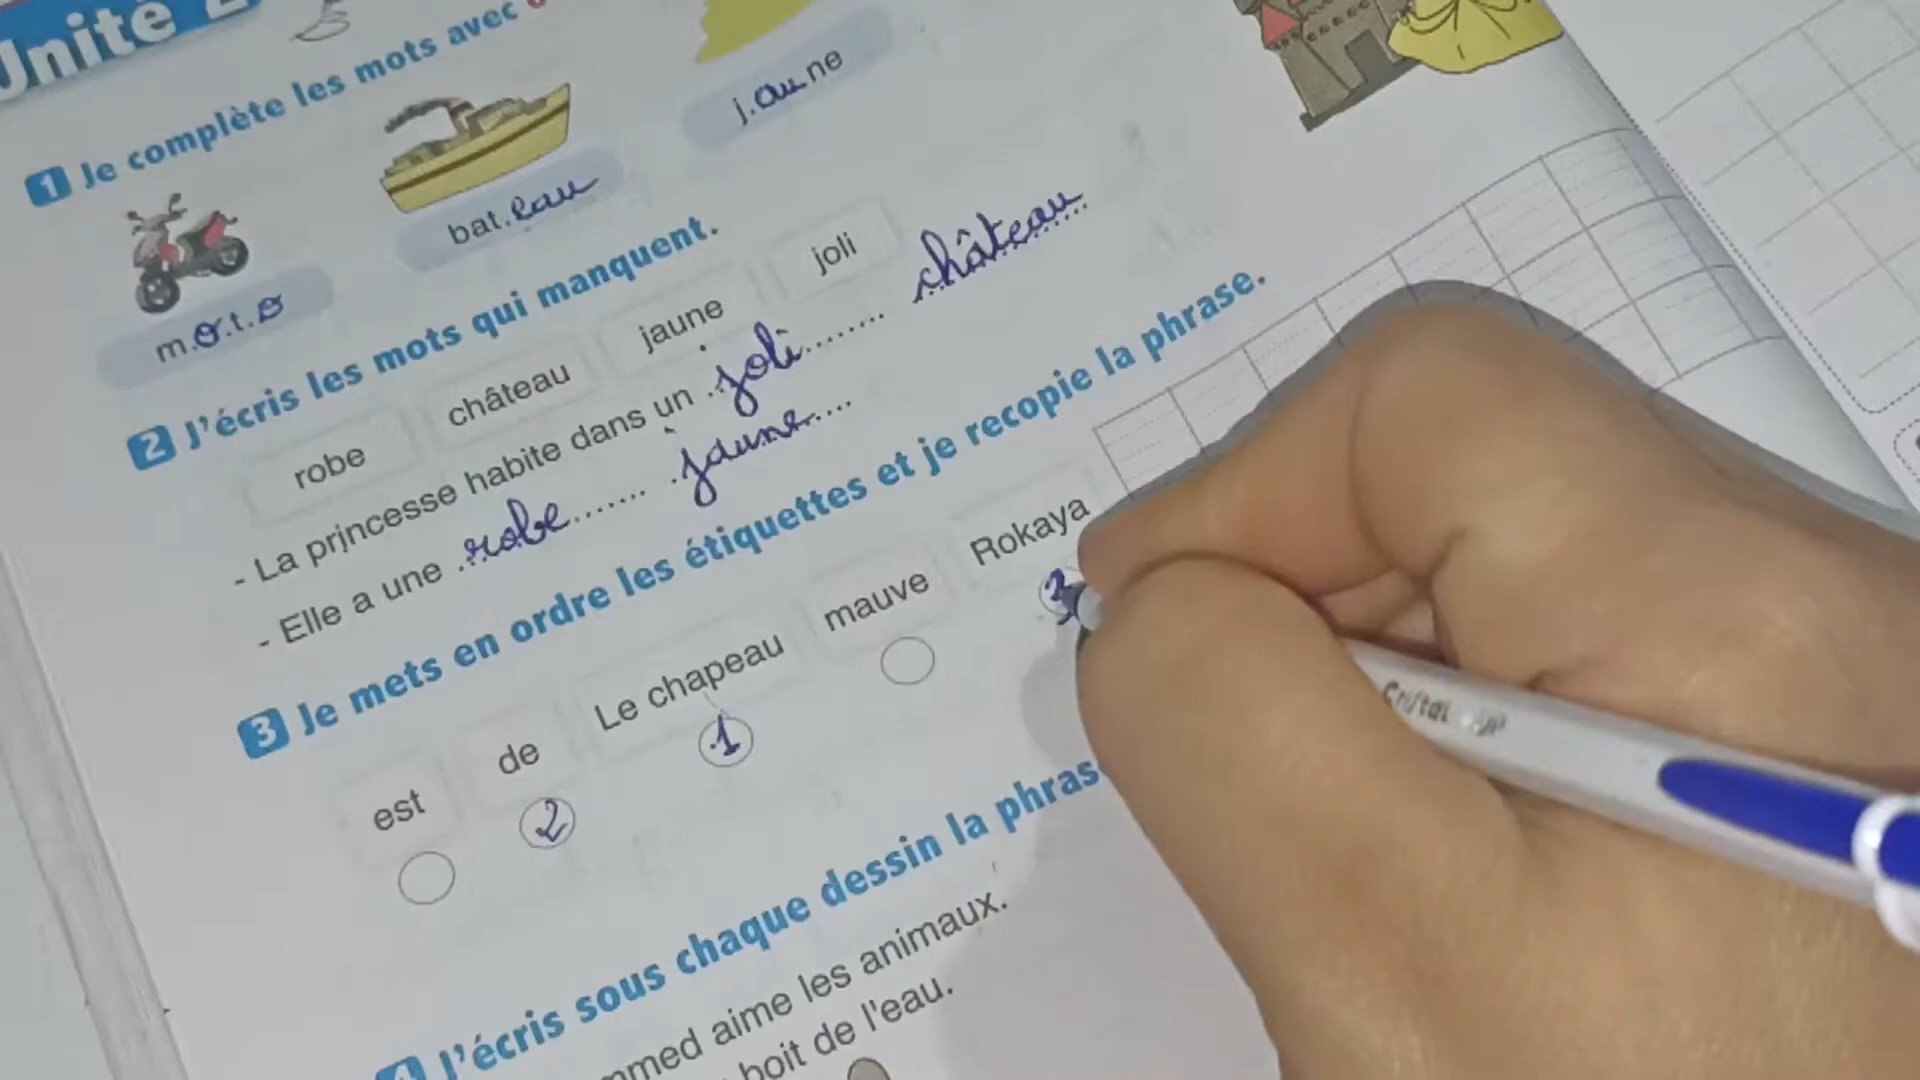 Unité 2
1 Je complète les mots avec
m.o.t.o
bat.eau
j.au.ne
2 J'écris les mots qui manquent.
robe château jaune joli
- La princesse habite dans un joli château
- Elle a une robe jaune
3 Je mets en ordre les étiquettes et je recopie la phrase.
est de Le chapeau mauve Rokaya
2 1 3
4 J'écris sous chaque dessin la
aime les animaux.
boit de l'eau.
Cristal